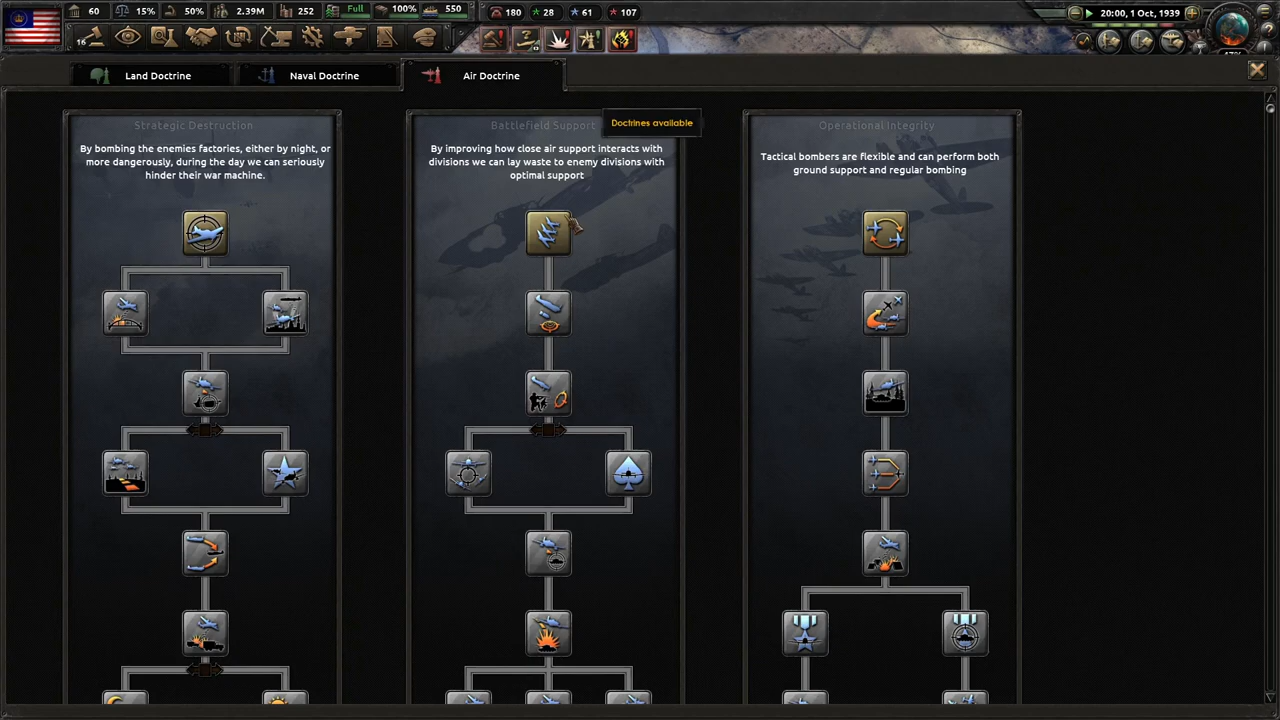 60
15%
50%
2.39M
252
Full
100%
550
180
28
61
107
20:00, 1 Oct, 1939
16
47%
Land Doctrine
Naval Doctrine
Air Doctrine
Strategic Destruction
By bombing the enemies factories, either by night, or
more dangerously, during the day we can seriously
hinder their war machine.
Battlefield Support
Doctrines available
By improving how close air support interacts with
divisions we can lay waste to enemy divisions with
optimal support
Operational Integrity
Tactical bombers are flexible and can perform both
ground support and regular bombing